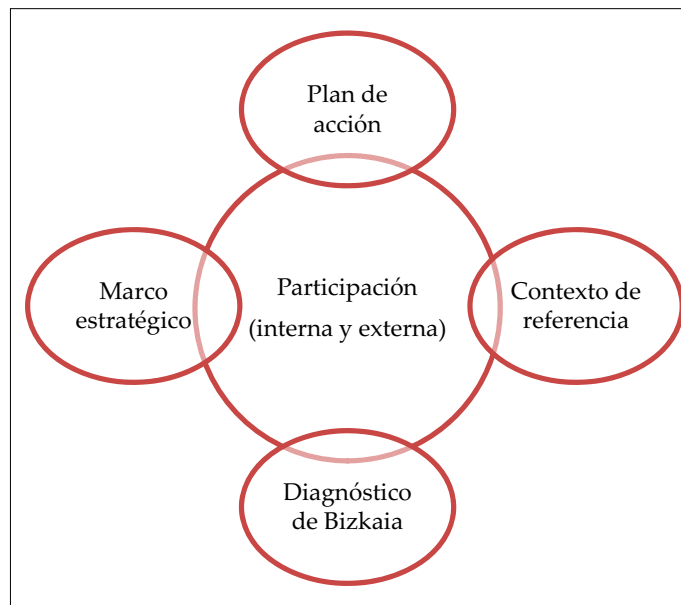 Plan de
acción
Marco
estratégico
Participación
(interna y externa)
Contexto de
referencia
Diagnóstico
de Bizkaia